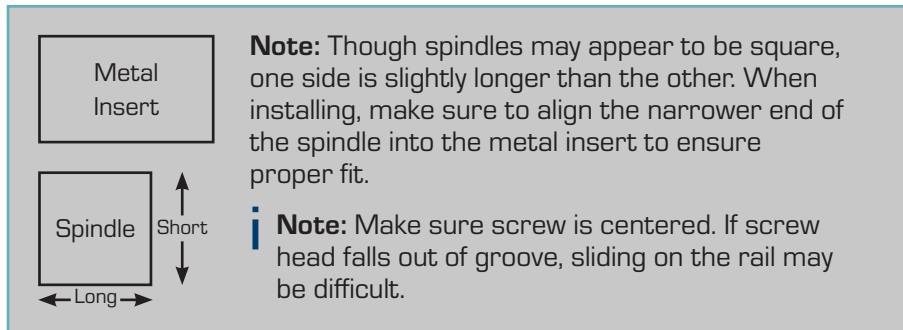 Metal
Insert
Spindle
Short
Long
Note: Though spindles may appear to be square,
one side is slightly longer than the other. When
installing, make sure to align the narrower end of
the spindle into the metal insert to ensure
proper fit.
i
Note: Make sure screw is centered. If screw
head falls out of groove, sliding on the rail may
be difficult.